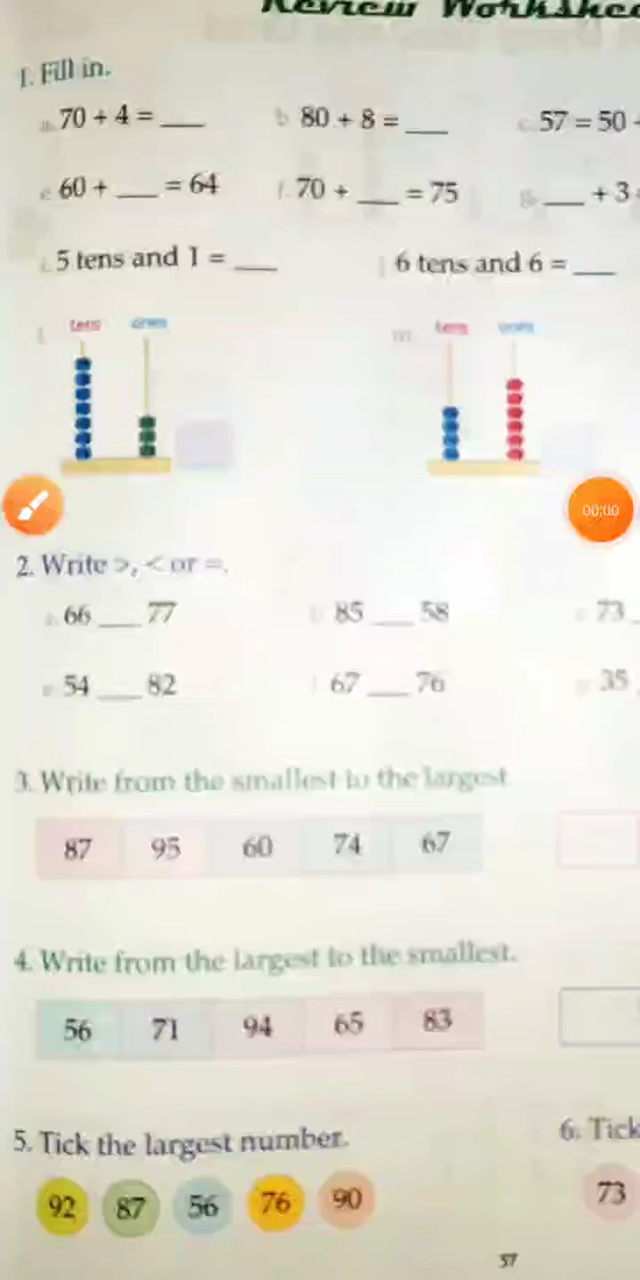 Review Workshee
1. Fill in.
a. 70 + 4 = ___ b. 80 + 8 = ___ c. 57 = 50
e. 60 + ___ = 64 f. 70 + ___ = 75 g. ___ + 3
i. 5 tens and 1 = ___ j. 6 tens and 6 = ___
l. tens ones m. tens ones
00:00
2. Write >, < or =.
a. 66 ___ 77 b. 85 ___ 58 c. 73
e. 54 ___ 82 f. 67 ___ 76 g. 35
3. Write from the smallest to the largest
87 95 60 74 67
4. Write from the largest to the smallest.
56 71 94 65 83
5. Tick the largest number. 6. Tick
92 87 56 76 90 73
57